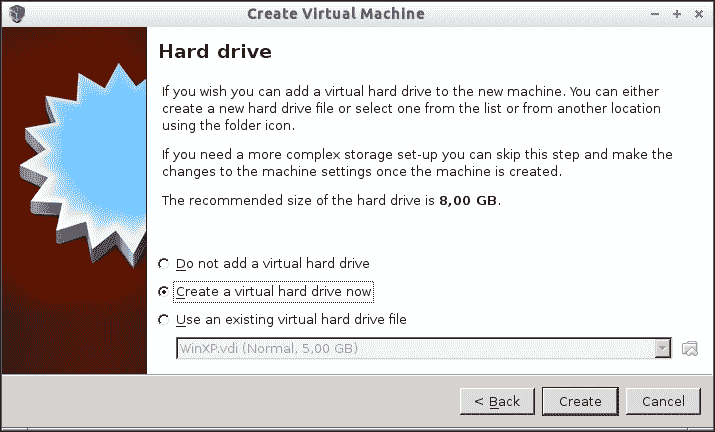 Create Virtual Machine
Hard drive
If you wish you can add a virtual hard drive to the new machine. You can either
create a new hard drive file or select one from the list or from another location
using the folder icon.
If you need a more complex storage set-up you can skip this step and make the
changes to the machine settings once the machine is created.
The recommended size of the hard drive is 8,00 GB.
Do not add a virtual hard drive
Create a virtual hard drive now
Use an existing virtual hard drive file
WinXP.vdi (Normal, 5,00 GB)
< Back
Create
Cancel